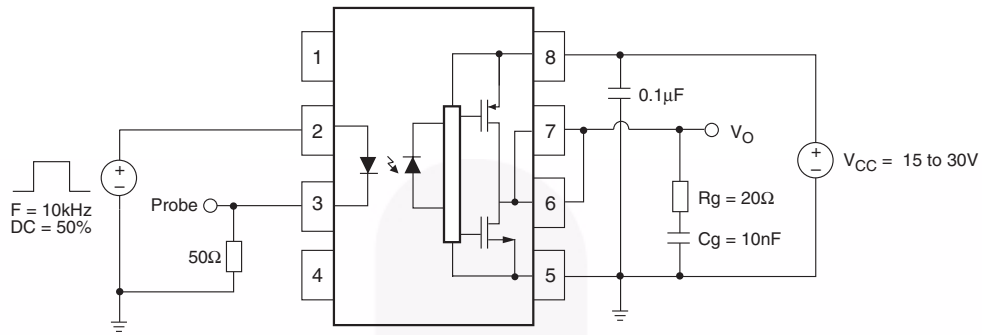 1
8
0.1μF
2
7
V_O
+
−
+
−
V_CC = 15 to 30V
F = 10kHz
DC = 50%
Probe
3
6
Rg = 20Ω
50Ω
4
5
Cg = 10nF